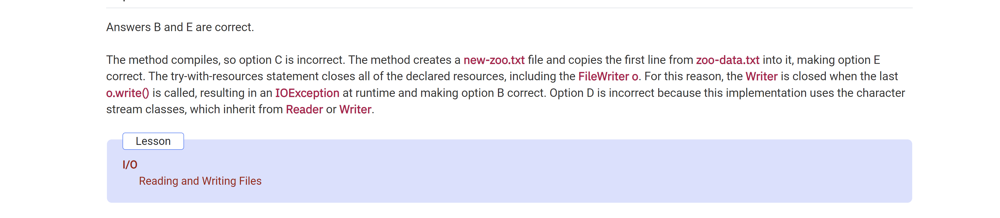 Answers B and E are correct.
The method compiles, so option C is incorrect. The method creates a new-zoo.txt file and copies the first line from zoo-data.txt into it, making option E
correct. The try-with-resources statement closes all of the declared resources, including the FileWriter o. For this reason, the Writer is closed when the last
o.write() is called, resulting in an IOException at runtime and making option B correct. Option D is incorrect because this implementation uses the character
stream classes, which inherit from Reader or Writer.
Lesson
I/O
Reading and Writing Files